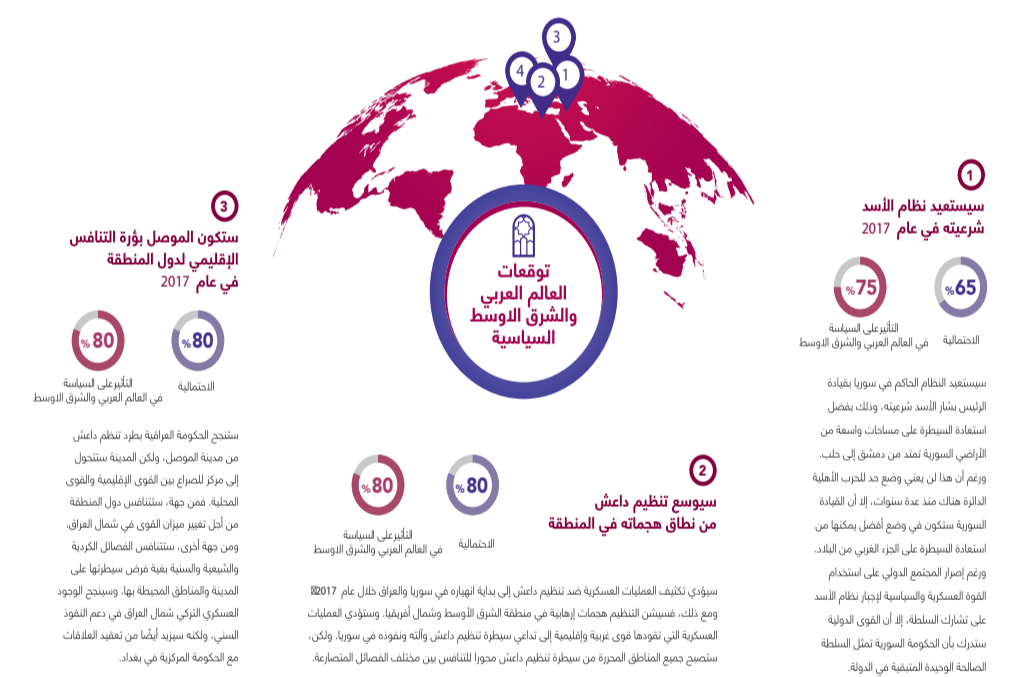 3
4
2
1
توقعات
العالم العربي
والشرق الاوسط
السياسية
1
سيستعيد نظام الأسد
شرعيته في عام 2017
65%
75%
الاحتمالية
التأثير على السياسة
في العالم العربي والشرق الاوسط
سيستعيد النظام الحاكم في سوريا بقيادة
الرئيس بشار الأسد شرعيته، وذلك بفضل
استعادة السيطرة على مساحات واسعة من
الأراضي السورية تمتد من دمشق إلى حلب.
ورغم أن هذا لن يعني وضع حد للحرب الأهلية
الدائرة هناك منذ عدة سنوات، إلا أن القيادة
السورية ستكون في وضع أفضل يمكنها من
استعادة السيطرة على الجزء الغربي من البلاد.
ورغم إصرار المجتمع الدولي على استخدام
القوة العسكرية والسياسية لإجبار نظام الأسد
على تشارك السلطة، إلا أن القوى الدولية
ستدرك بأن الحكومة السورية تمثل السلطة
الصالحة الوحيدة المتبقية في الدولة.
2
سيوسع تنظيم داعش
من نطاق هجماته في المنطقة
80%
80%
الاحتمالية
التأثير على السياسة
في العالم العربي والشرق الاوسط
سيؤدي تكثيف العمليات العسكرية ضد تنظيم داعش إلى بداية انهياره في سوريا والعراق خلال عام 2017
ومع ذلك، فسيشن التنظيم هجمات إرهابية في منطقة الشرق الأوسط وشمال أفريقيا. وستؤدي العمليات
العسكرية التي تقودها قوى غربية وإقليمية إلى تداعي سيطرة تنظيم داعش وآلته ونفوذه في سوريا. ولكن،
ستصبح جميع المناطق المحررة من سيطرة تنظيم داعش محورا للتنافس بين مختلف الفصائل المتصارعة.
3
ستكون الموصل بؤرة التنافس
الإقليمي لدول المنطقة
في عام 2017
80%
80%
الاحتمالية
التأثير على السياسة
في العالم العربي والشرق الاوسط
ستنجح الحكومة العراقية بطرد تنظم داعش
من مدينة الموصل، ولكن المدينة ستتحول
إلى مركز للصراع بين القوى الإقليمية والقوى
المحلية. فمن جهة، ستتنافس دول المنطقة
من أجل تغيير ميزان القوى في شمال العراق.
ومن جهة أخرى، ستتنافس الفصائل الكردية
والشيعية والسنية بغية فرض سيطرتها على
المدينة والمناطق المحيطة بها. وسينجح الوجود
العسكري التركي شمال العراق في دعم النفوذ
السني، ولكنه سيزيد أيضًا من تعقيد العلاقات
مع الحكومة المركزية في بغداد.